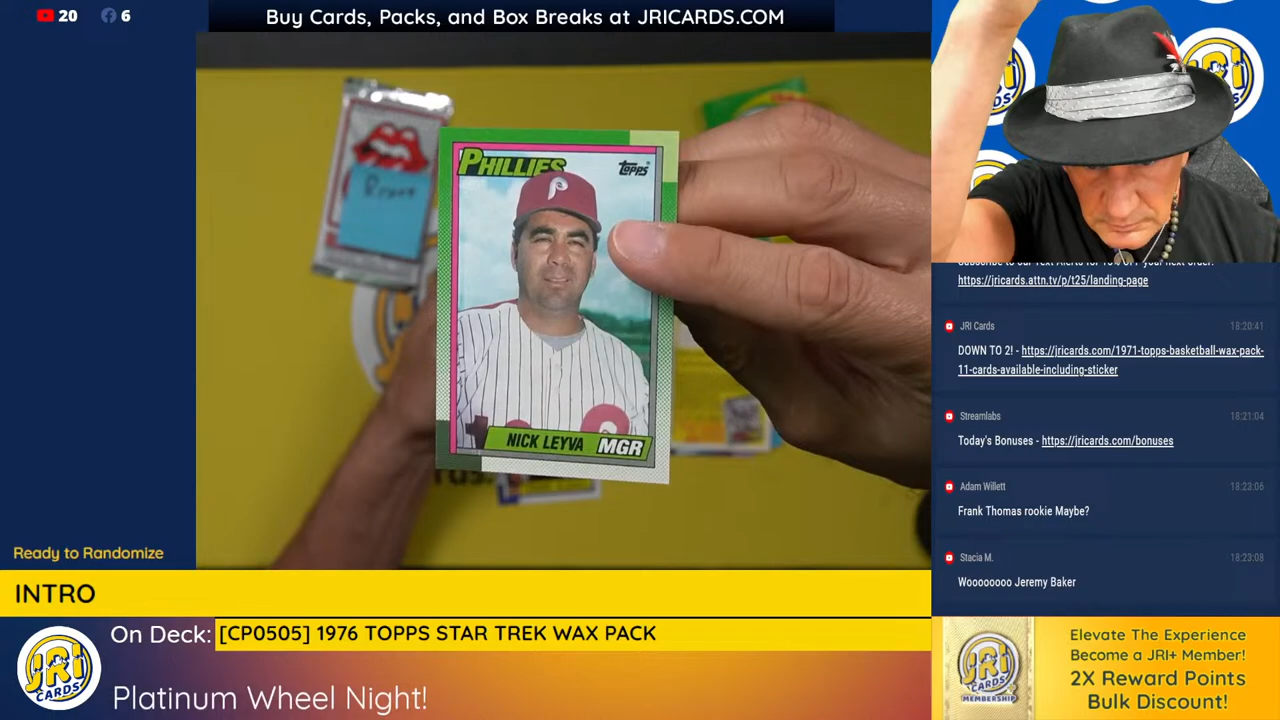 20
6
Buy Cards, Packs, and Box Breaks at JRICARDS.COM
PHILLIES
topps
P
NICK LEYVA
MGR
https://jricards.attn.tv/p/t25/landing-page
JRI Cards
18:20:41
DOWN TO 2! - https://jricards.com/1971-topps-basketball-wax-pack-
11-cards-available-including-sticker
Streamlabs
18:21:04
Today's Bonuses - https://jricards.com/bonuses
Adam Willett
18:23:06
Frank Thomas rookie Maybe?
Stacia M.
18:23:08
Wooooooo Jeremy Baker
Ready to Randomize
INTRO
JRI
CARDS
On Deck:
[CP0505] 1976 TOPPS STAR TREK WAX PACK
Platinum Wheel Night!
JRI
CARDS
MEMBERSHIP
Elevate The Experience
Become a JRI+ Member!
2X Reward Points
Bulk Discount!